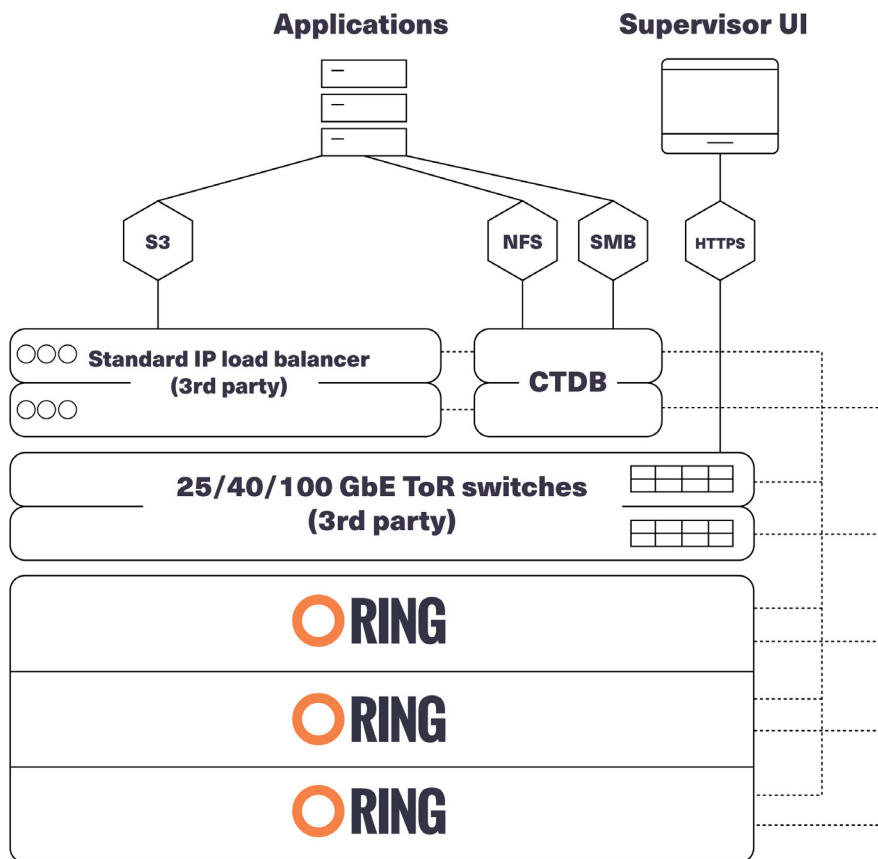 Applications
Supervisor UI
S3
NFS
SMB
HTTPS
Standard IP load balancer
(3rd party)
CTDB
25/40/100 GbE ToR switches
(3rd party)
RING
RING
RING